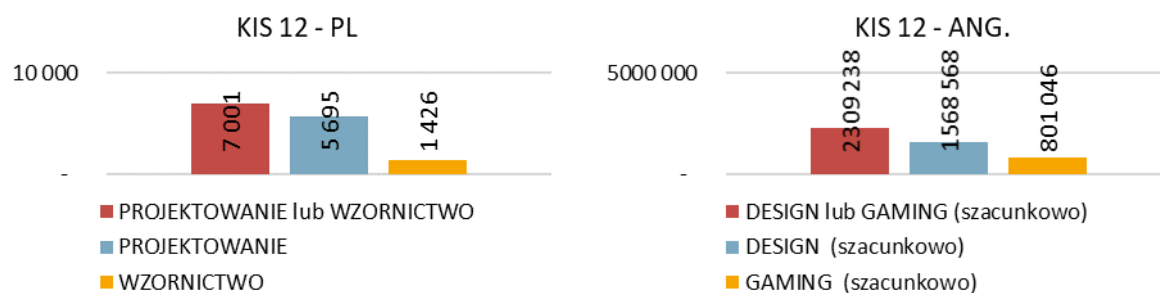 KIS 12 - PL
10 000
7 001
5 695
1 426
-
PROJEKTOWANIE lub WZORNICTWO
PROJEKTOWANIE
WZORNICTWO
KIS 12 - ANG.
5000 000
2309 238
1568 568
801 046
-
DESIGN lub GAMING (szacunkowo)
DESIGN (szacunkowo)
GAMING (szacunkowo)